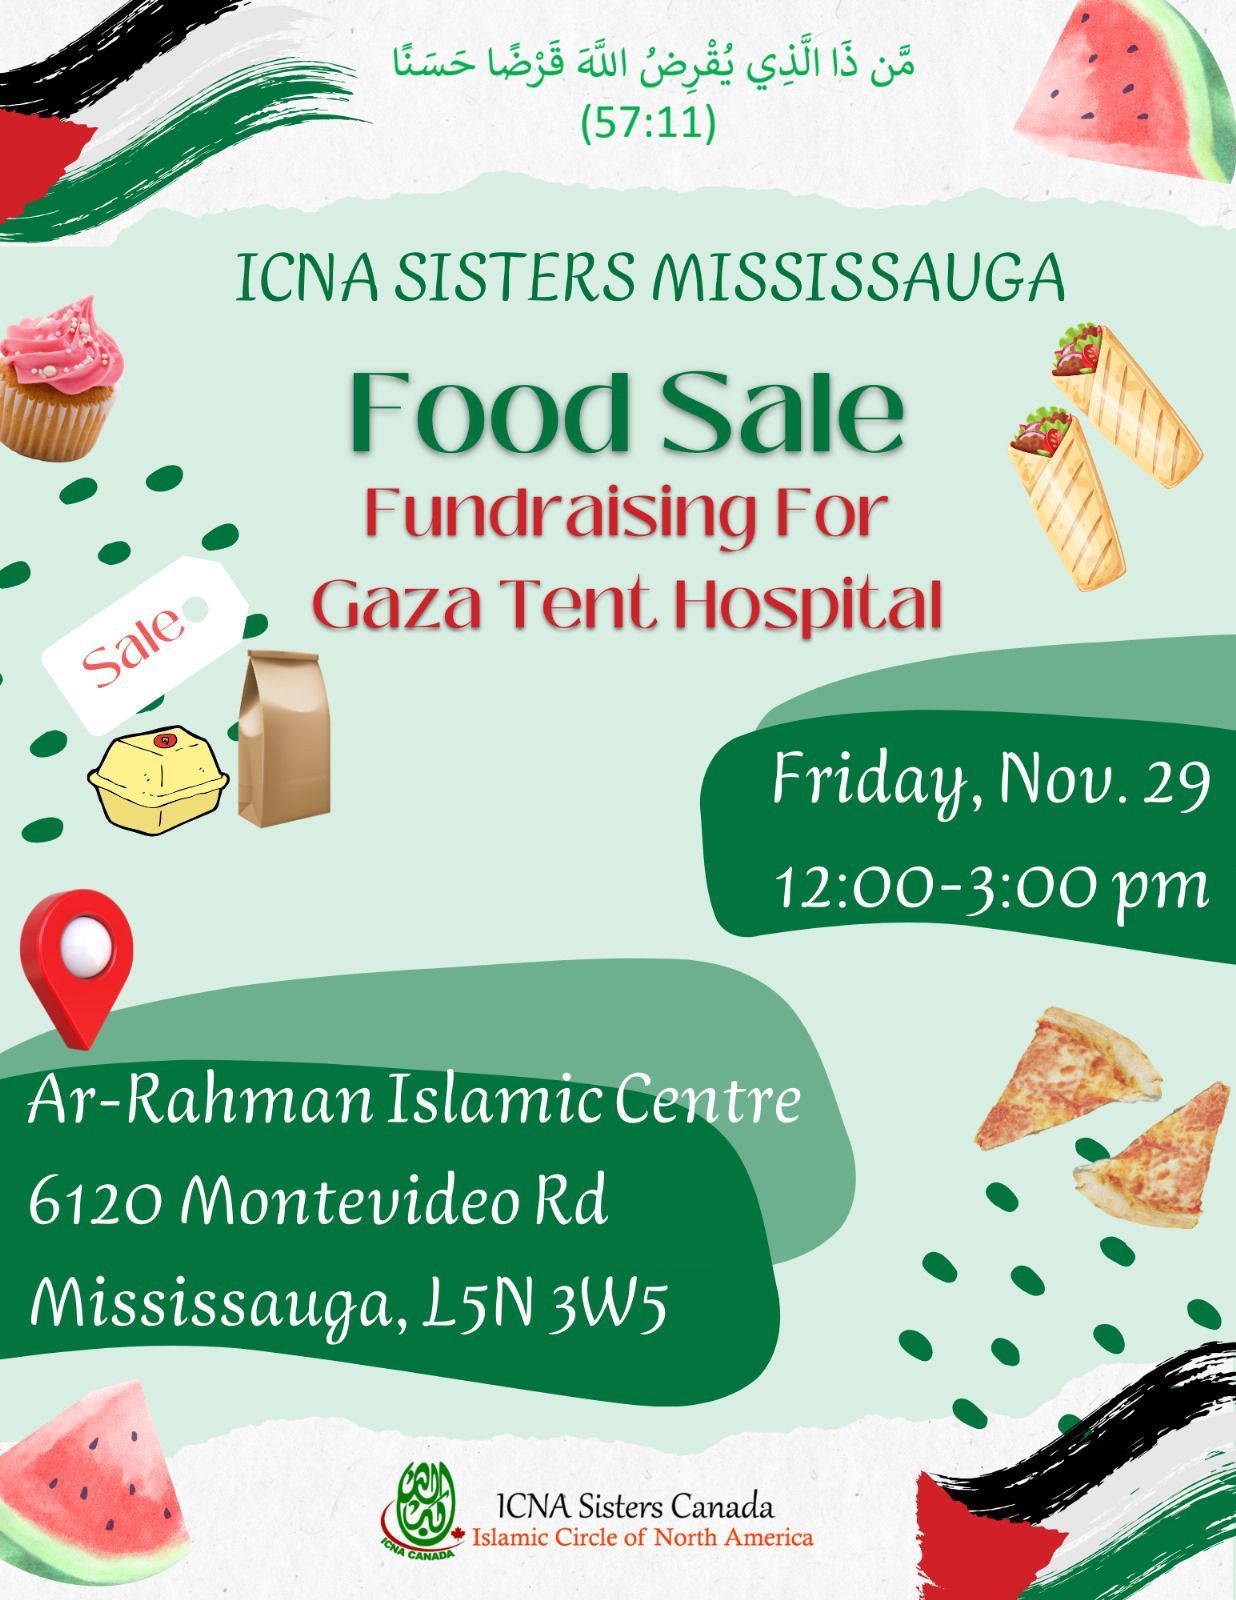 مَّن ذَا الَّذِي يُقْرِضُ اللَّهَ قَرْضًا حَسَنًا
(57:11)
ICNA SISTERS MISSISSAUGA
Food Sale
Fundraising For
Gaza Tent Hospital
Sale
Friday, Nov. 29
12:00-3:00 pm
Ar-Rahman Islamic Centre
6120 Montevideo Rd
Mississauga, L5N 3W5
ICNA CANADA
ICNA Sisters Canada
Islamic Circle of North America